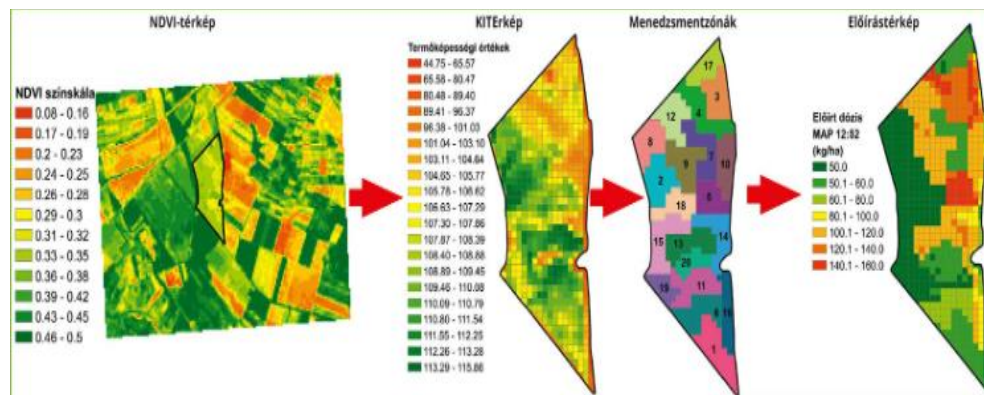 NDVI-térkép
NDVI színskála
0.08 - 0.16
0.17 - 0.19
0.2 - 0.23
0.24 - 0.25
0.26 - 0.28
0.29 - 0.3
0.31 - 0.32
0.33 - 0.35
0.36 - 0.38
0.39 - 0.42
0.43 - 0.45
0.46 - 0.5
KITErkép
Termőképességi értékek
44.75 - 65.57
65.58 - 80.47
80.48 - 89.40
89.41 - 96.37
96.38 - 101.03
101.04 - 103.10
103.11 - 104.64
104.65 - 105.77
105.78 - 106.62
106.63 - 107.29
107.30 - 107.86
107.87 - 108.39
108.40 - 108.88
108.89 - 109.45
109.46 - 110.08
110.09 - 110.79
110.80 - 111.54
111.55 - 112.25
112.26 - 113.28
113.29 - 115.86
Menedzsmentzónák
17
3
12
4
8
7
9
10
2
18
15
13
14
20
19
11
1
Előírástérkép
Előírt dózis
MAP 12:52
(kg/ha)
50.0
50.1 - 60.0
60.1 - 80.0
80.1 - 100.0
100.1 - 120.0
120.1 - 140.0
140.1 - 160.0